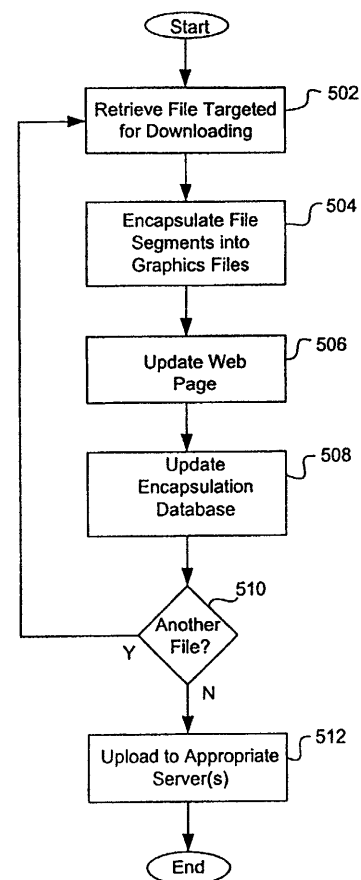 Start
502
Retrieve File Targeted
for Downloading
504
Encapsulate File
Segments into
Graphics Files
506
Update Web
Page
508
Update
Encapsulation
Database
510
Another
File?
Y
N
512
Upload to Appropriate
Server(s)
End